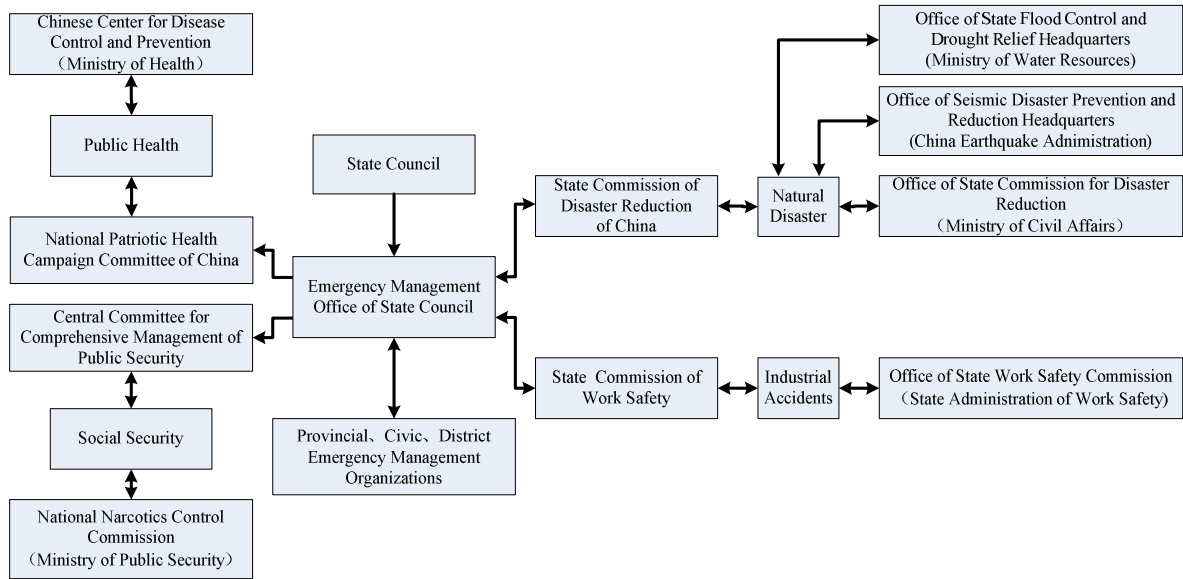 Chinese Center for Disease
Control and Prevention
（Ministry of Health）
Public Health
National Patriotic Health
Campaign Committee of China
Central Committee for
Comprehensive Management of
Public Security
Social Security
National Narcotics Control
Commission
（Ministry of Public Security）
State Council
Emergency Management
Office of State Council
Provincial、Civic、District
Emergency Management
Organizations
State Commission of
Disaster Reduction
of China
State Commission of
Work Safety
Natural
Disaster
Industrial
Accidents
Office of State Flood Control and
Drought Relief Headquarters
(Ministry of Water Resources)
Office of Seismic Disaster Prevention and
Reduction Headquarters
(China Earthquake Adnimistration)
Office of State Commission for Disaster
Reduction
（Ministry of Civil Affairs）
Office of State Work Safety Commission
（State Administration of Work Safety)